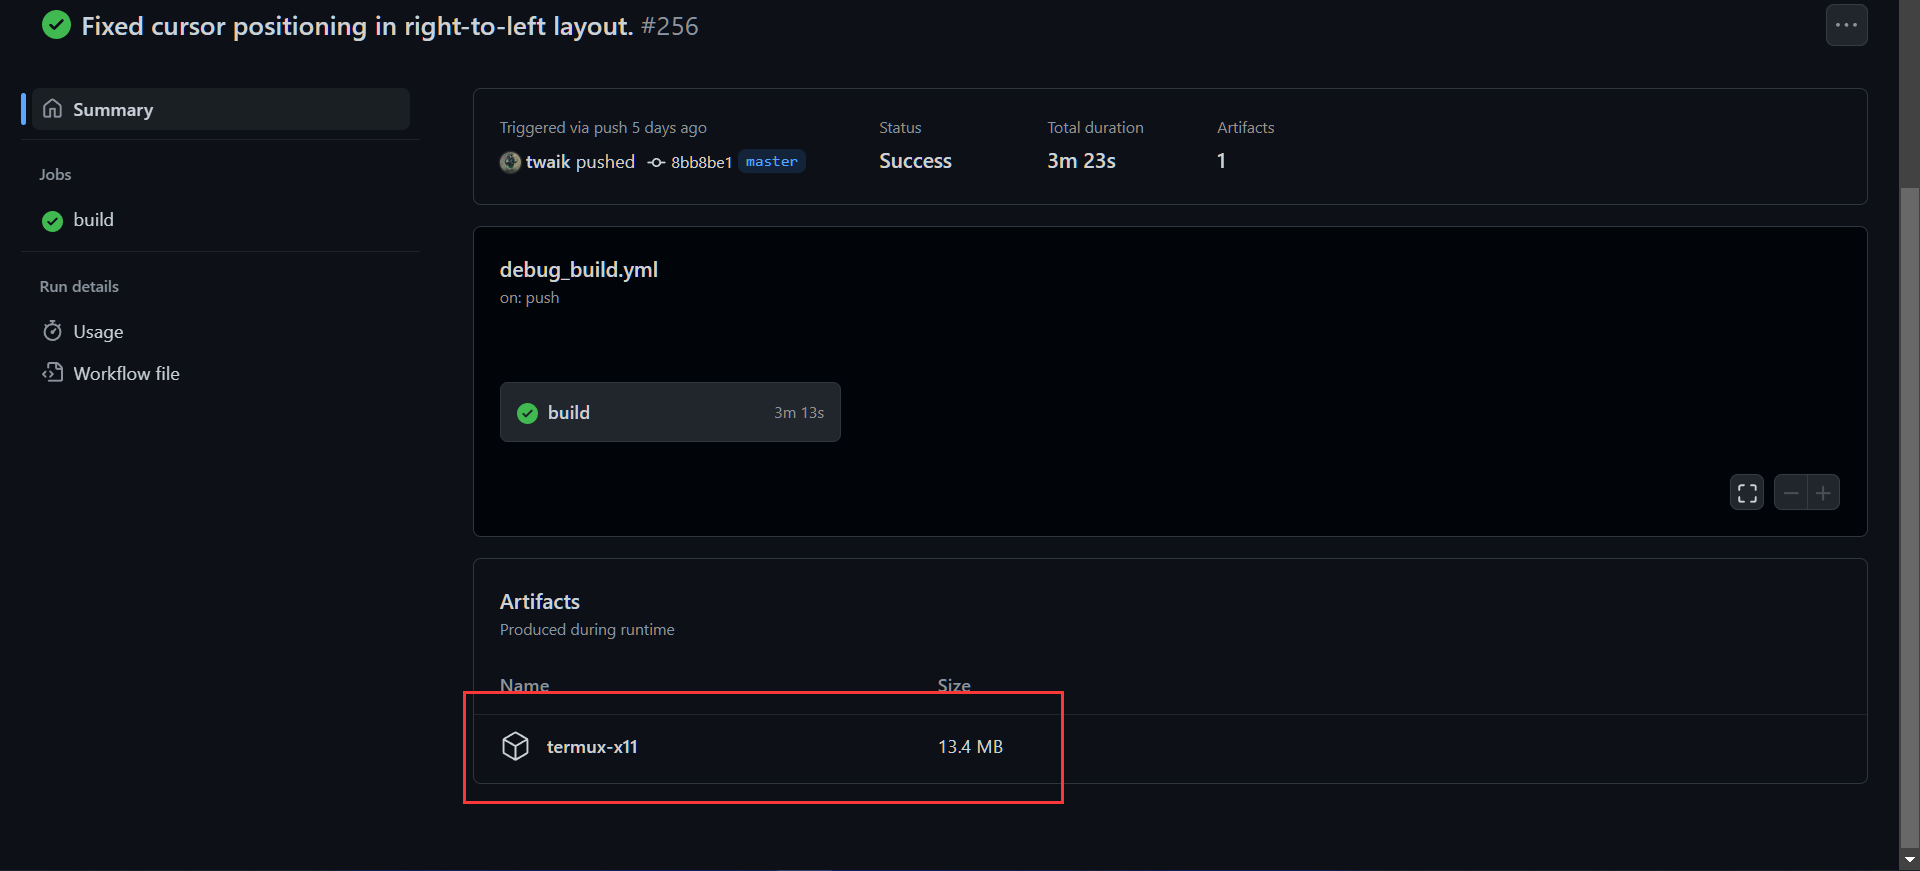 Fixed cursor positioning in right-to-left layout. #256
Summary
Jobs
build
Run details
Usage
Workflow file
Triggered via push 5 days ago
twaik pushed 8bb8be1 master
Status
Success
Total duration
3m 23s
Artifacts
1
debug_build.yml
on: push
build 3m 13s
Artifacts
Produced during runtime
Name Size
termux-x11 13.4 MB